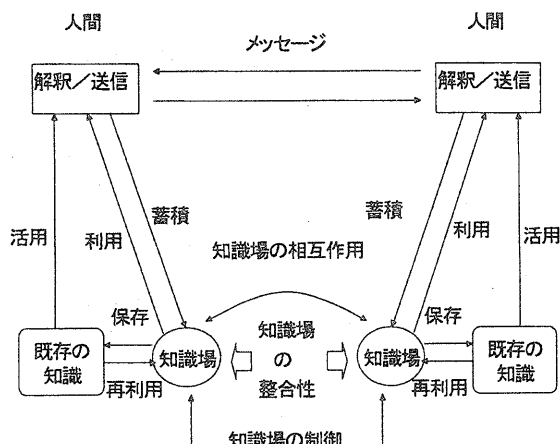 人間
人間
メッセージ
解釈／送信
解釈／送信
蓄積
蓄積
活用
利用
利用
活用
知識場の相互作用
保存
保存
既存の
知識
知識場
知識場
の
整合性
知識場
既存の
知識
再利用
再利用
知識場の制御